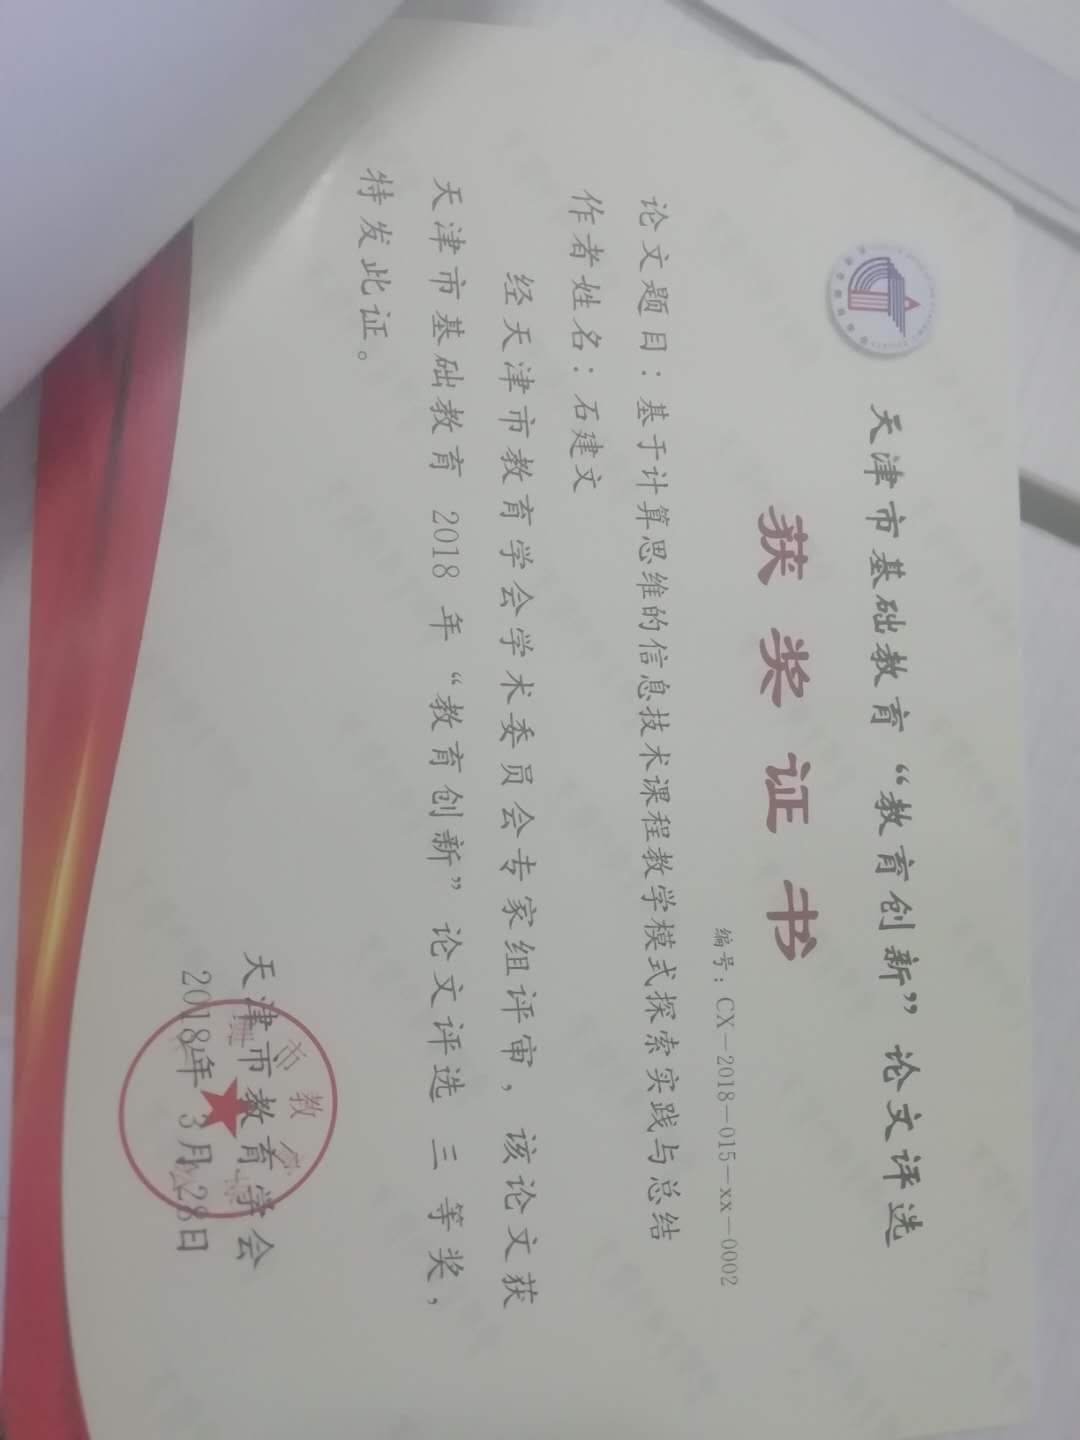 天津市基础教育“教育创新”论文评选
获奖证书
编号：CX-2018-015-xx-0002
论文题目：基于计算思维的信息技术课程教学模式探索实践与总结
作者姓名：石建文
经天津市教育学会学术委员会专家组评审，该论文获
天津市基础教育 2018 年“教育创新”论文评选 三 等奖，
特发此证。
天津市教育学会
2018年 3月28日